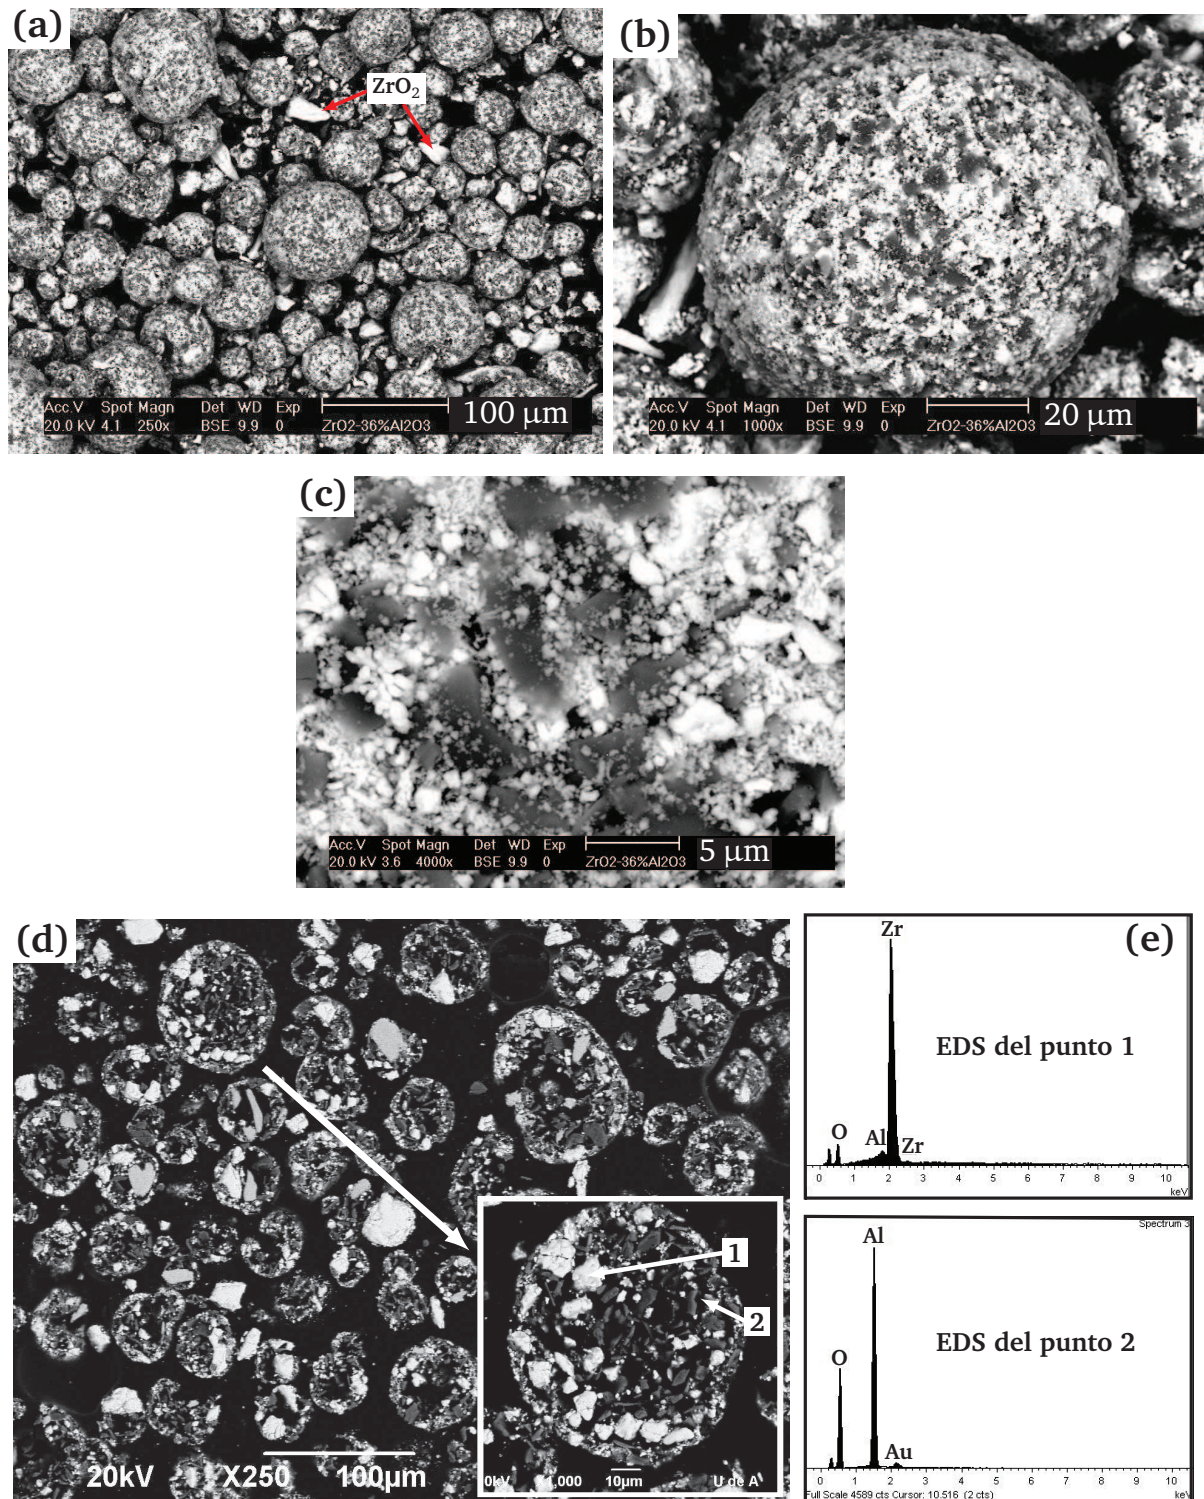 (a)
ZrO2
Acc.V Spot Magn Det WD Exp 100 µm
20.0 kV 4.1 250x BSE 9.9 0 ZrO2-36%Al2O3
(b)
Acc.V Spot Magn Det WD Exp 20 µm
20.0 kV 4.1 1000x BSE 9.9 0 ZrO2-36%Al2O3
(c)
Acc.V Spot Magn Det WD Exp 5 µm
20.0 kV 3.6 4000x BSE 9.9 0 ZrO2-36%Al2O3
(d)
1
2
20kV X250 100µm
0kV 10µm U de A
(e)
Zr
EDS del punto 1
O Al Zr
0 1 2 3 4 5 6 7 8 9 10
keV
Spectrum 3
Al
EDS del punto 2
O
Au
0 1 2 3 4 5 6 7 8 9 10
Full Scale 4589 cts Cursor: 10.516 (2 cts) ke